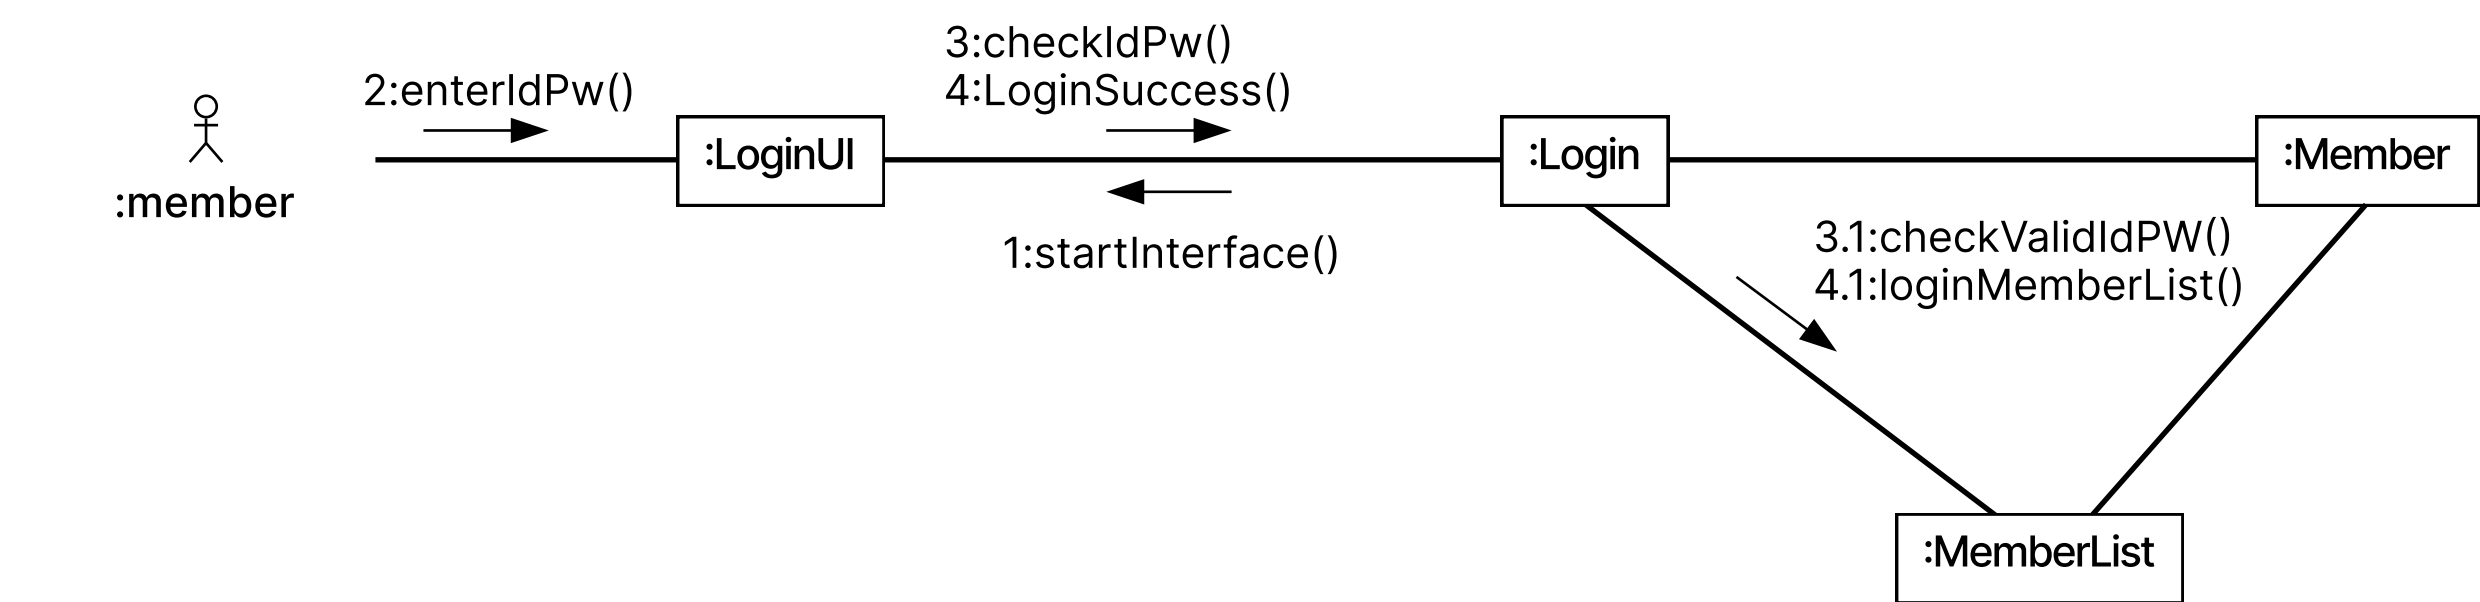 3:checkIdPw()
2:enterIdPw()
4:LoginSuccess()
:LoginUI
:Login
:Member
:member
1:startInterface()
3.1:checkValidIdPW()
4.1:loginMemberList()
:MemberList